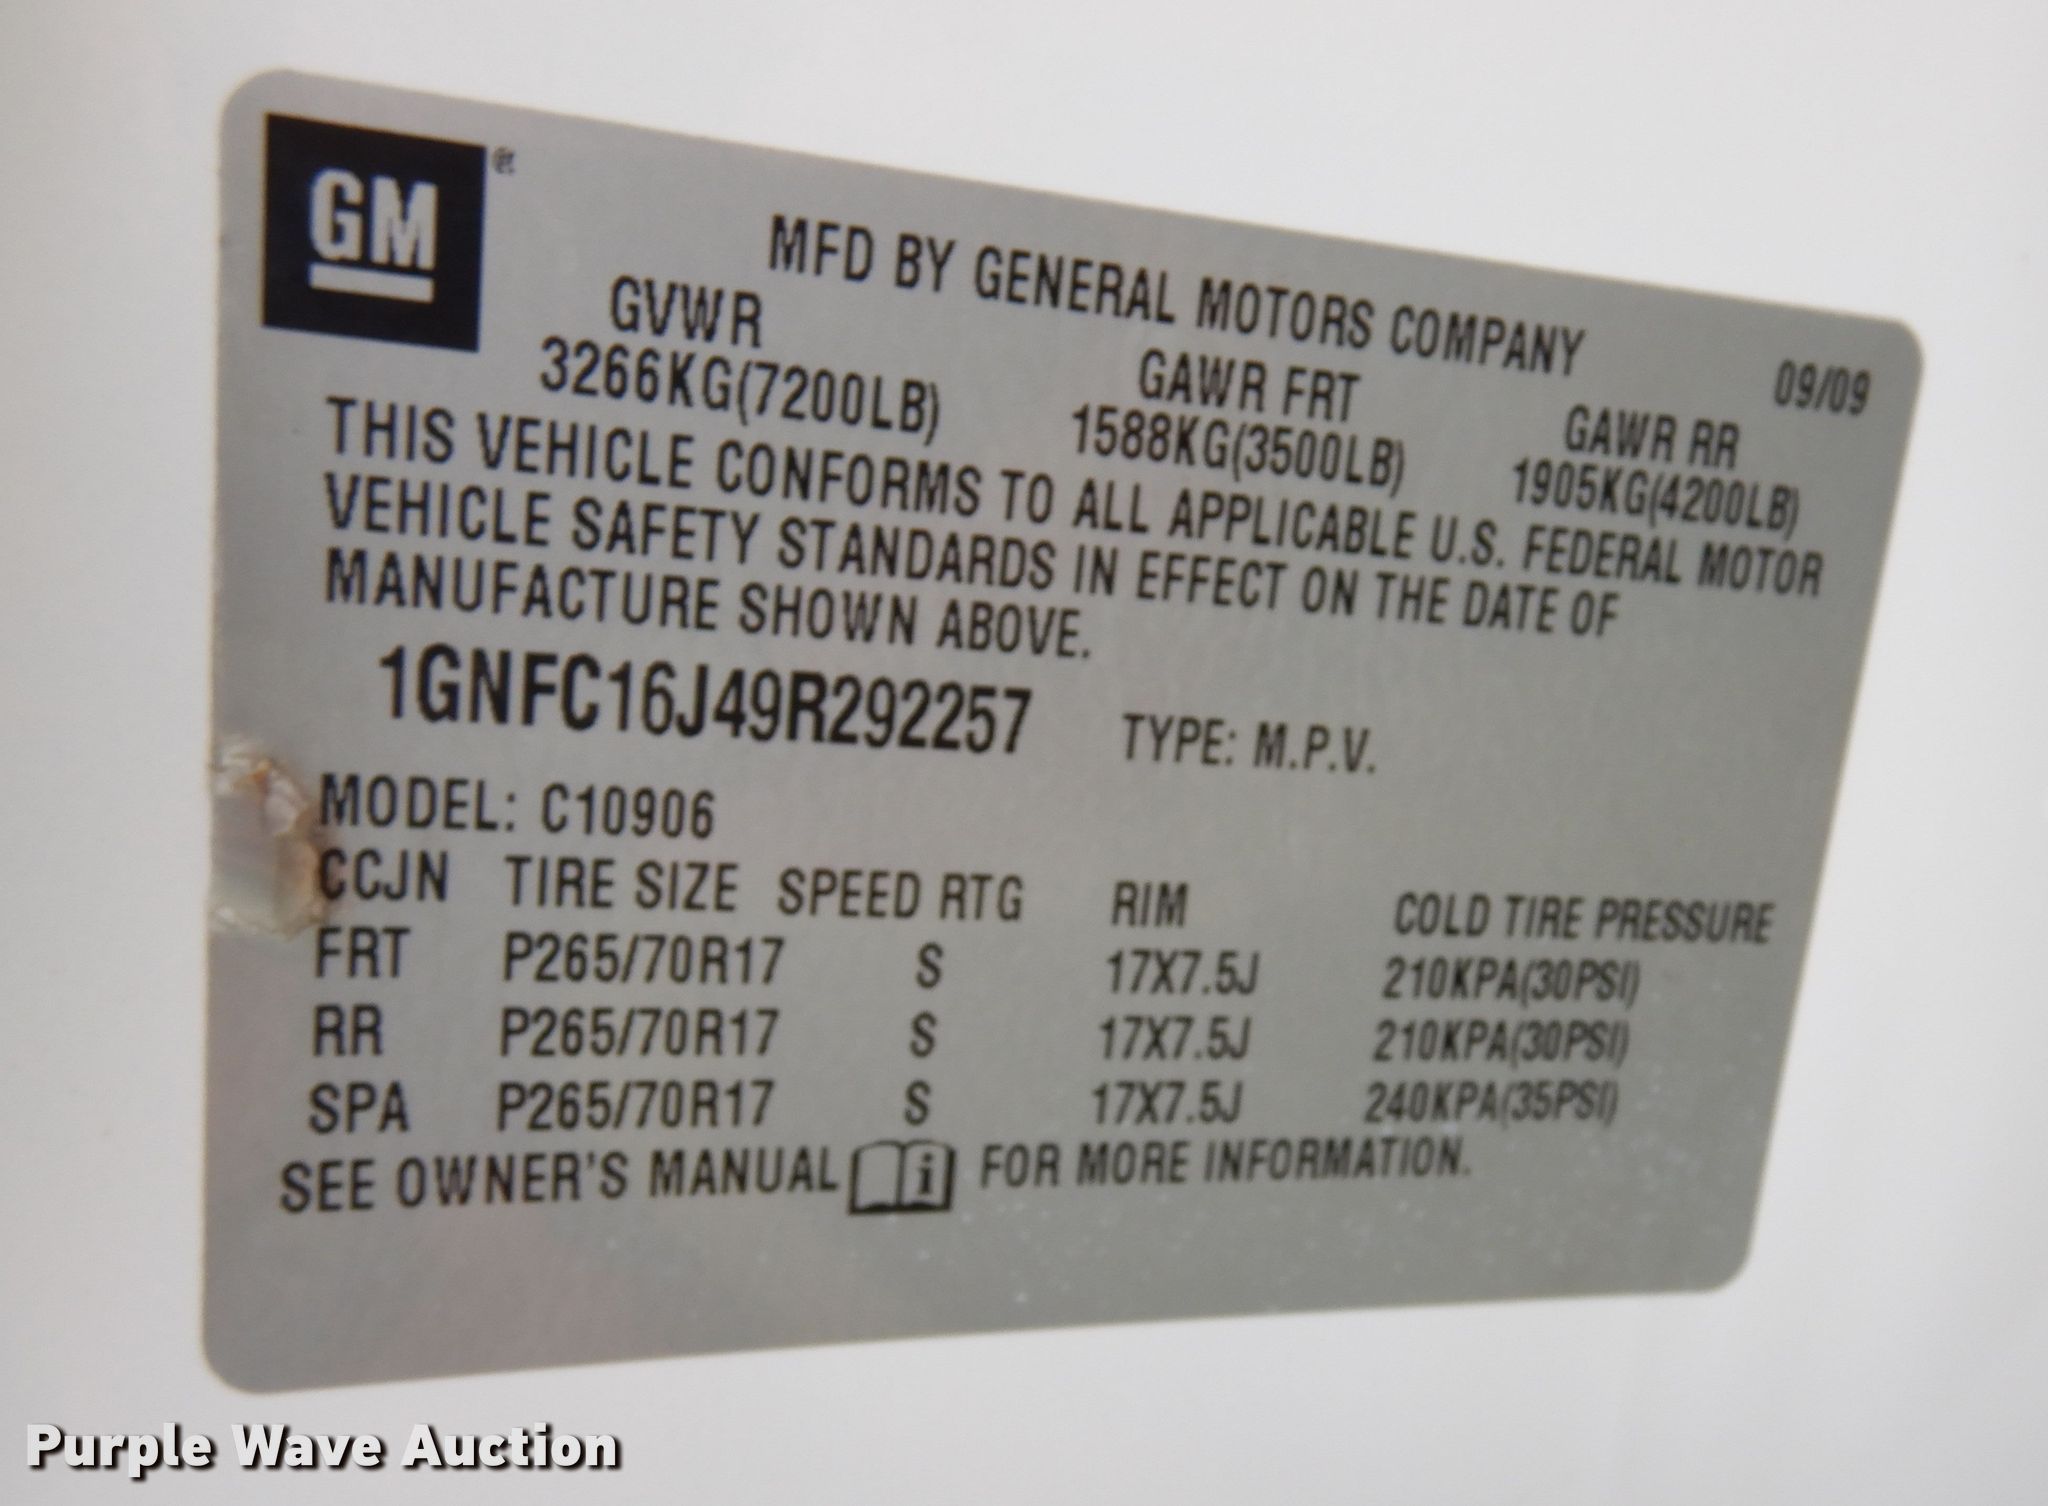 GM
MFD BY GENERAL MOTORS COMPANY 09/09
GVWR GAWR FRT GAWR RR
3266KG(7200LB) 1588KG(3500LB) 1905KG(4200LB)
THIS VEHICLE CONFORMS TO ALL APPLICABLE U.S. FEDERAL MOTOR
VEHICLE SAFETY STANDARDS IN EFFECT ON THE DATE OF
MANUFACTURE SHOWN ABOVE.
1GNFC16J49R292257 TYPE: M.P.V.
MODEL: C10906
CCJN TIRE SIZE SPEED RTG RIM COLD TIRE PRESSURE
FRT P265/70R17 S 17X7.5J 210KPA(30PSI)
RR P265/70R17 S 17X7.5J 210KPA(30PSI)
SPA P265/70R17 S 17X7.5J 240KPA(35PSI)
SEE OWNER'S MANUAL i FOR MORE INFORMATION.
Purple Wave Auction